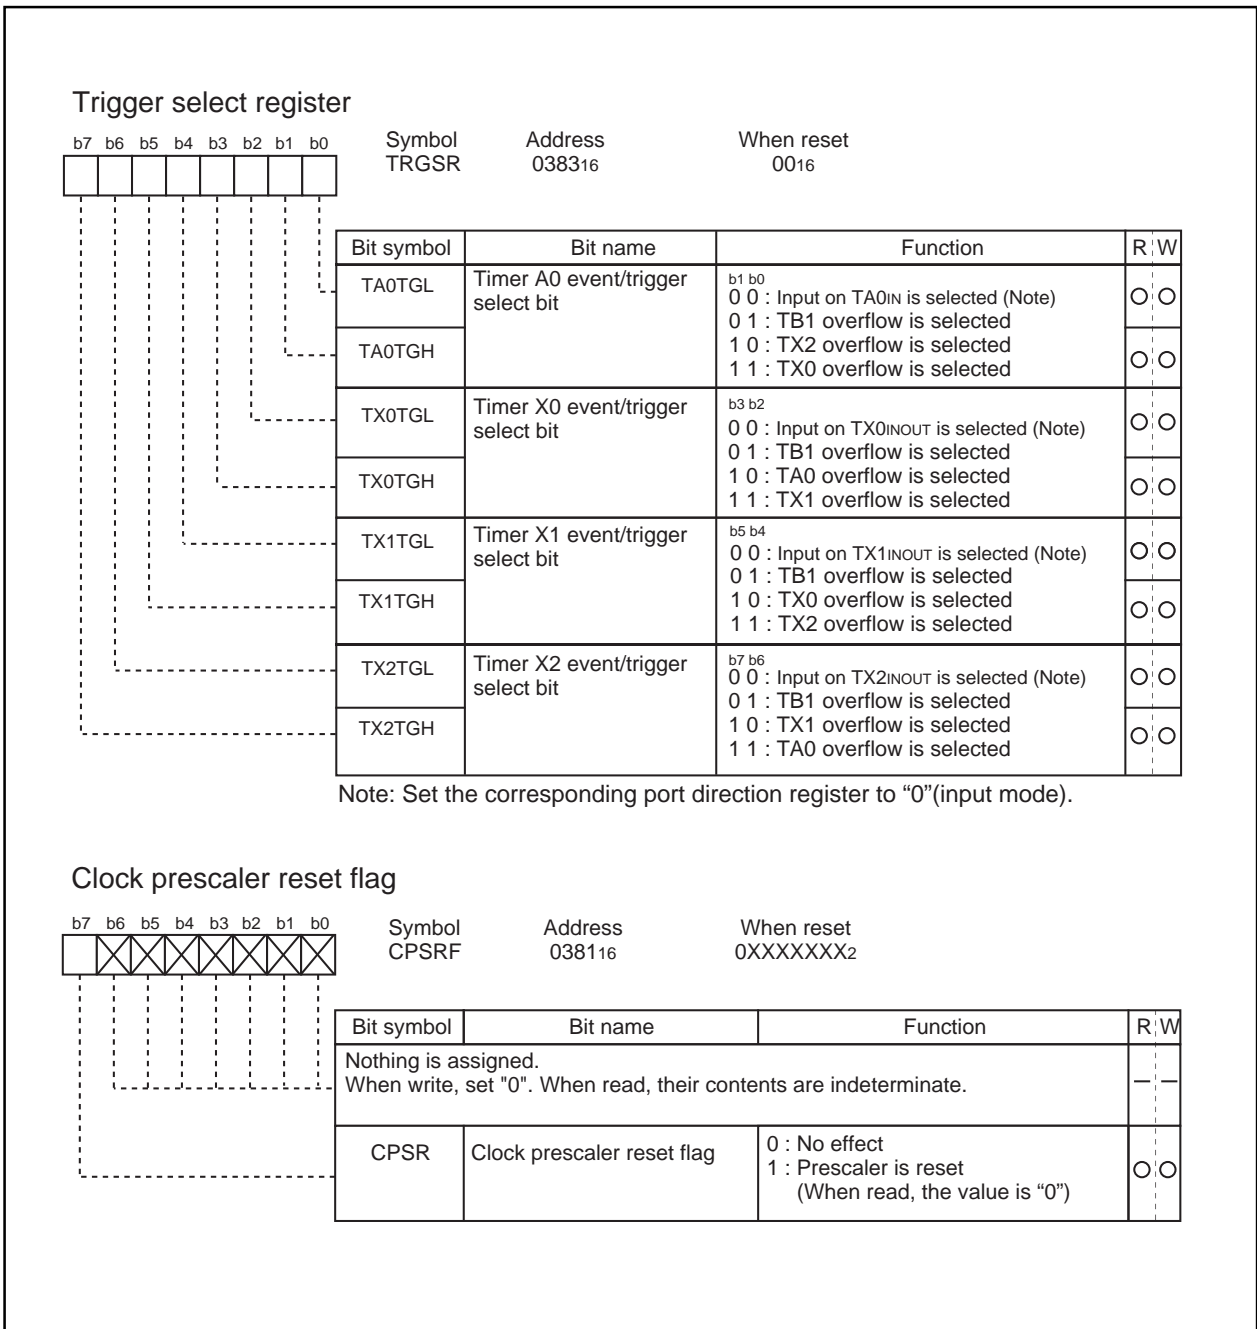 Trigger select register
b7 b6 b5 b4 b3 b2 b1 b0
Symbol Address When reset
TRGSR 038316 0016
Bit symbol Bit name Function R W
TA0TGL Timer A0 event/trigger select bit
b1 b0
0 0 : Input on TA0IN is selected (Note)
0 1 : TB1 overflow is selected
TA0TGH
1 0 : TX2 overflow is selected
1 1 : TX0 overflow is selected
TX0TGL Timer X0 event/trigger select bit
b3 b2
0 0 : Input on TX0INOUT is selected (Note)
0 1 : TB1 overflow is selected
TX0TGH
1 0 : TA0 overflow is selected
1 1 : TX1 overflow is selected
TX1TGL Timer X1 event/trigger select bit
b5 b4
0 0 : Input on TX1INOUT is selected (Note)
0 1 : TB1 overflow is selected
TX1TGH
1 0 : TX0 overflow is selected
1 1 : TX2 overflow is selected
TX2TGL Timer X2 event/trigger select bit
b7 b6
0 0 : Input on TX2INOUT is selected (Note)
0 1 : TB1 overflow is selected
TX2TGH
1 0 : TX1 overflow is selected
1 1 : TA0 overflow is selected
Note: Set the corresponding port direction register to “0”(input mode).
Clock prescaler reset flag
b7 b6 b5 b4 b3 b2 b1 b0
Symbol Address When reset
CPSRF 038116 0XXXXXXX2
Bit symbol Bit name Function R W
Nothing is assigned.
When write, set "0". When read, their contents are indeterminate. – –
CPSR Clock prescaler reset flag
0 : No effect
1 : Prescaler is reset
(When read, the value is “0”)